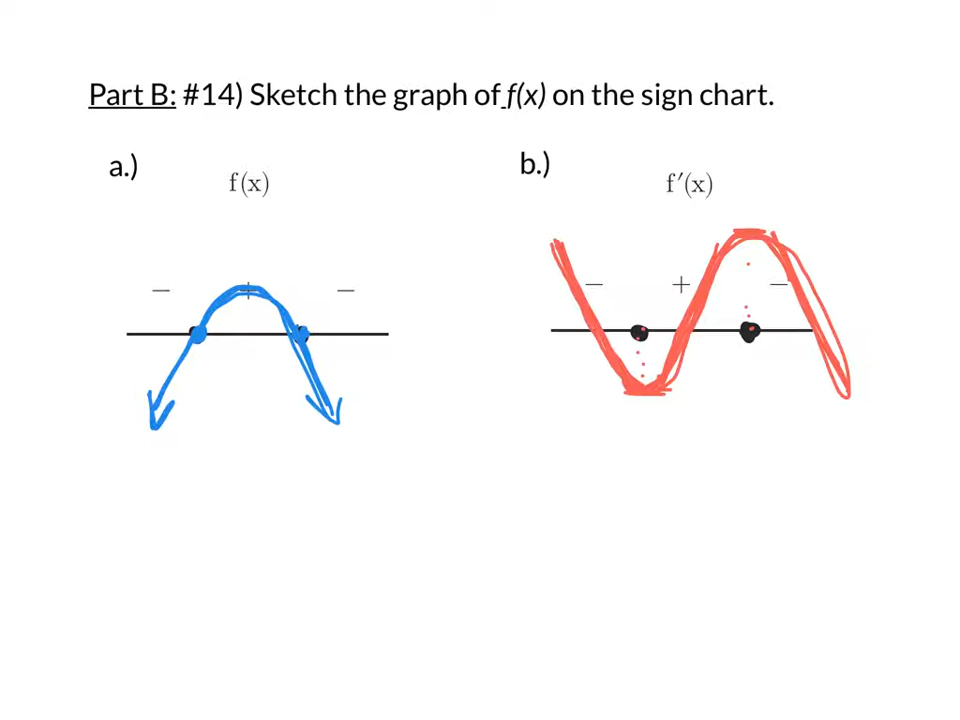 Part B: #14) Sketch the graph of f(x) on the sign chart.
a.)
f(x)
− + −
b.)
f′(x)
− + −